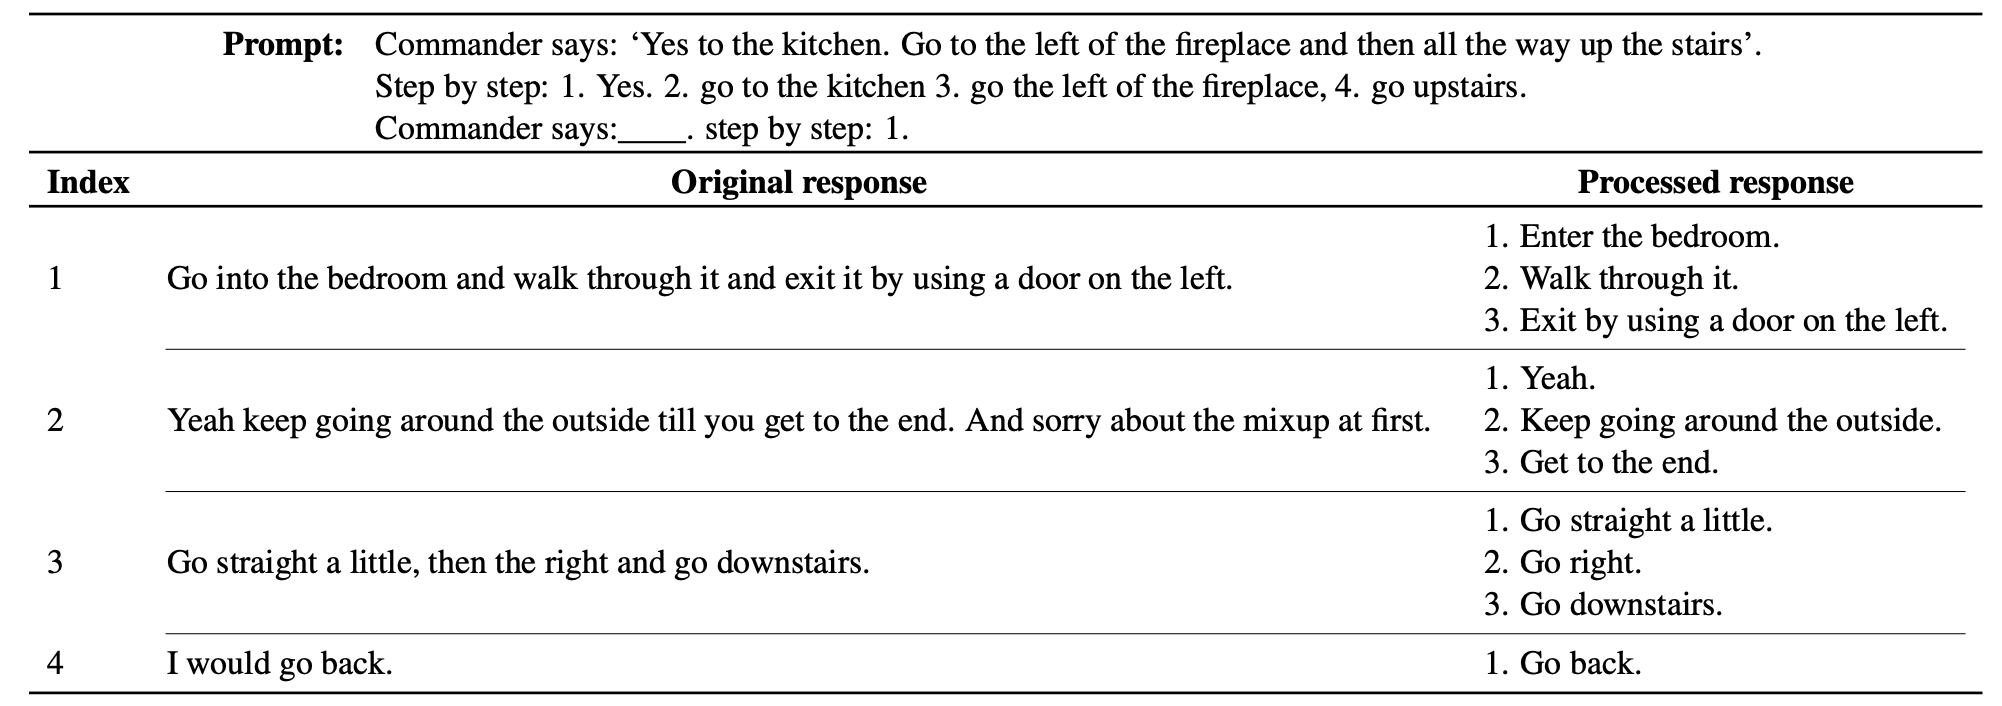 Prompt: Commander says: ‘Yes to the kitchen. Go to the left of the fireplace and then all the way up the stairs’.
Step by step: 1. Yes. 2. go to the kitchen 3. go the left of the fireplace, 4. go upstairs.
Commander says:____. step by step: 1.
Index Original response Processed response
1. Enter the bedroom.
1 Go into the bedroom and walk through it and exit it by using a door on the left. 2. Walk through it.
3. Exit by using a door on the left.
1. Yeah.
2 Yeah keep going around the outside till you get to the end. And sorry about the mixup at first. 2. Keep going around the outside.
3. Get to the end.
1. Go straight a little.
3 Go straight a little, then the right and go downstairs. 2. Go right.
3. Go downstairs.
4 I would go back. 1. Go back.